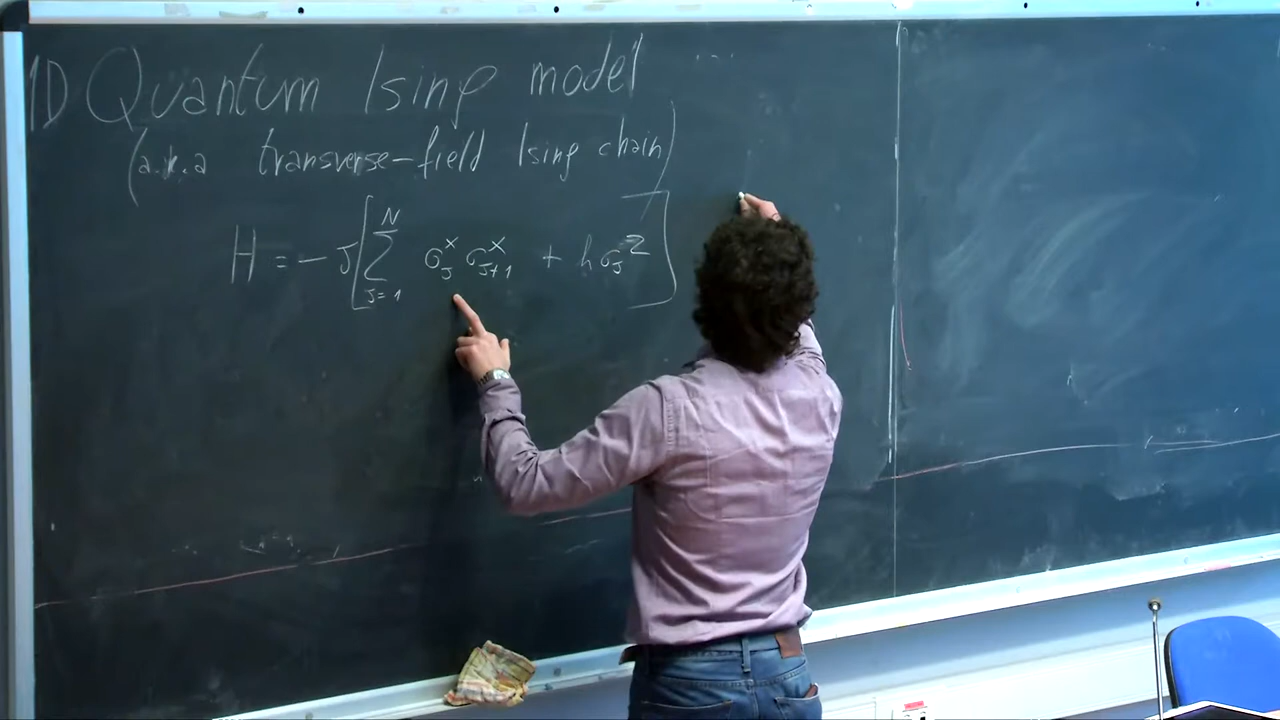 1D Quantum Ising model
(a.k.a transverse-field Ising chain)
H = - J [ ∑_{j=1}^{N} σ_j^x σ_{j+1}^x + h σ_j^z ]